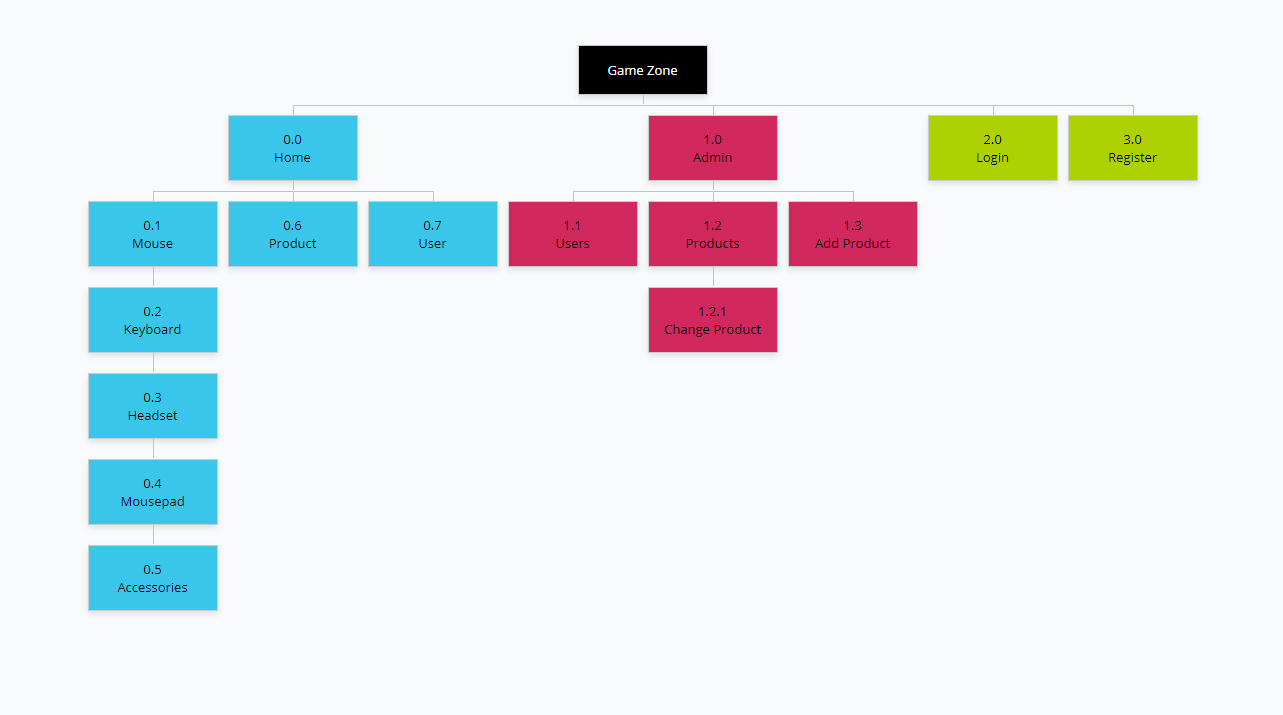 Game Zone
0.0
Home
1.0
Admin
2.0
Login
3.0
Register
0.1
Mouse
0.6
Product
0.7
User
1.1
Users
1.2
Products
1.3
Add Product
0.2
Keyboard
1.2.1
Change Product
0.3
Headset
0.4
Mousepad
0.5
Accessories